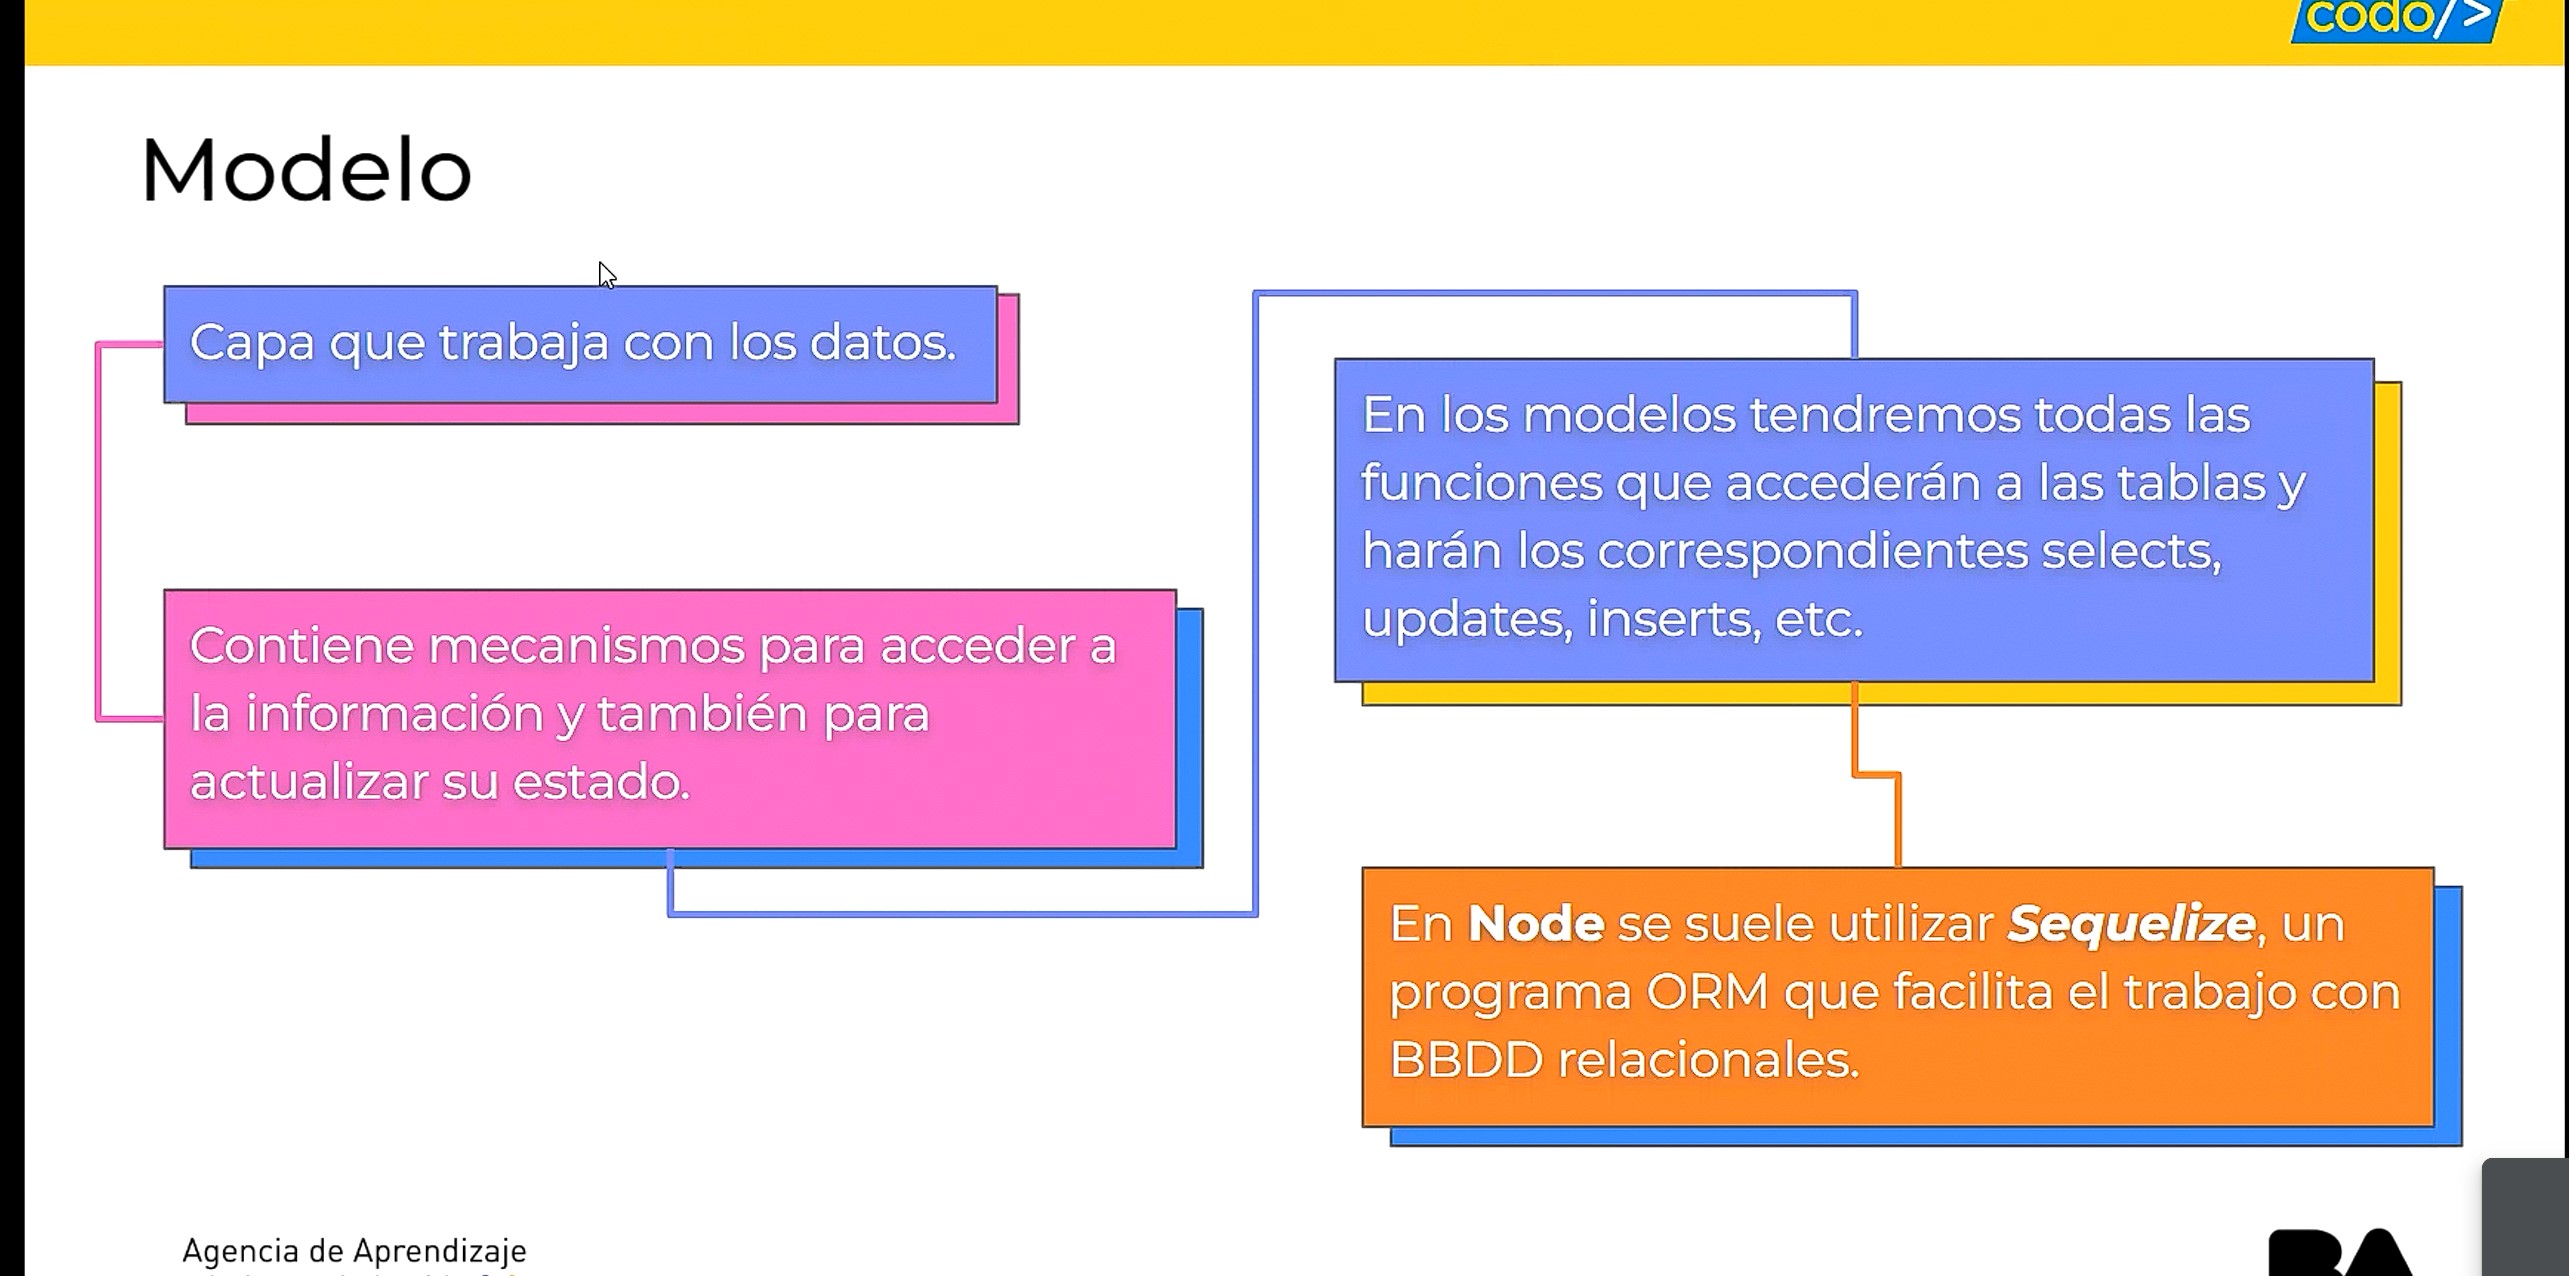 codo/>
Modelo
Capa que trabaja con los datos.
Contiene mecanismos para acceder a
la información y también para
actualizar su estado.
En los modelos tendremos todas las
funciones que accederán a las tablas y
harán los correspondientes selects,
updates, inserts, etc.
En Node se suele utilizar Sequelize, un
programa ORM que facilita el trabajo con
BBDD relacionales.
Agencia de Aprendizaje
BA